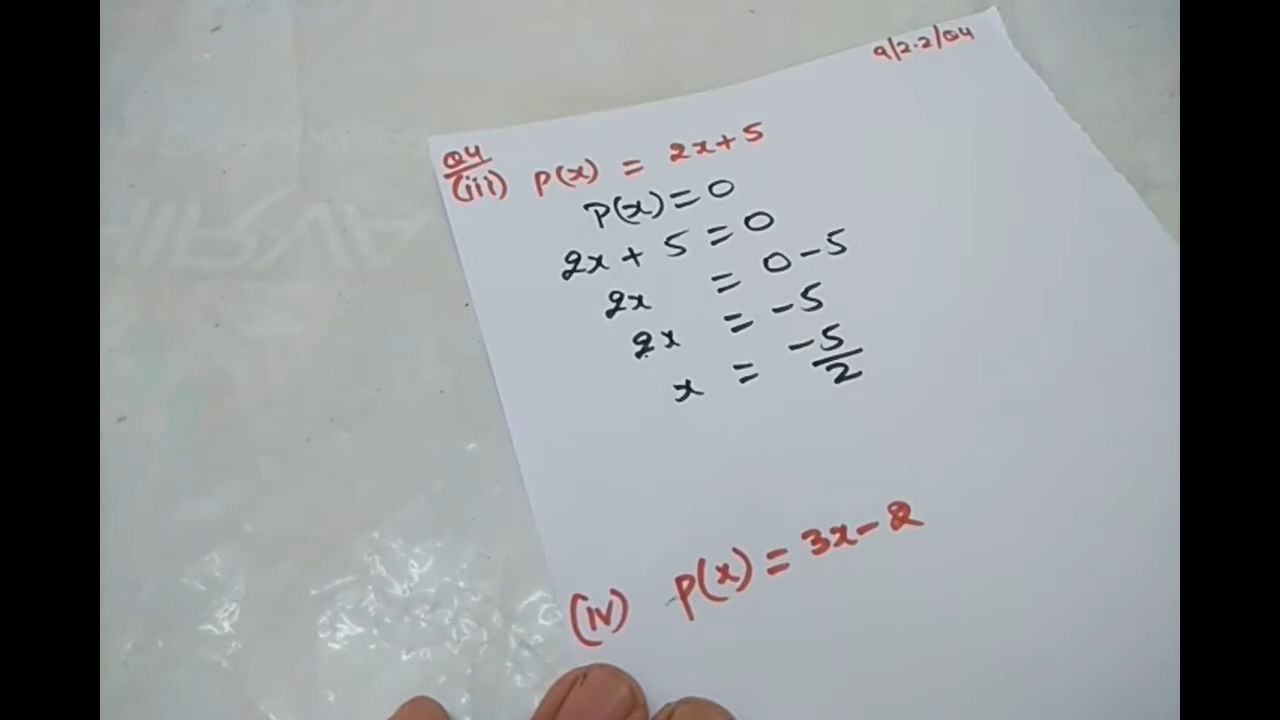 9/2.2/Q4
Q4
(iii) P(x) = 2x+5
P(x)=0
2x + 5 = 0
2x = 0-5
2x = -5
x = -5/2
(iv) P(x) = 3x-2